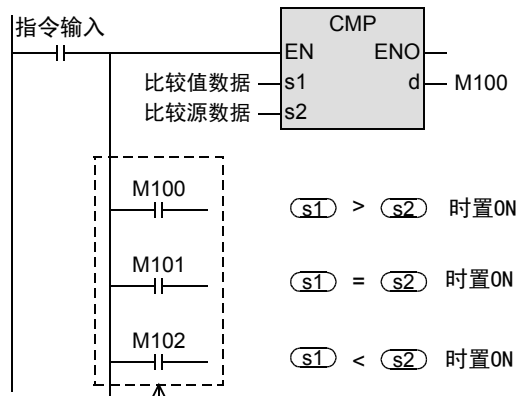 指令输入
CMP
EN ENO
比较值数据 s1 d M100
比较源数据 s2
M100
s1 > s2 时置ON
M101
s1 = s2 时置ON
M102
s1 < s2 时置ON